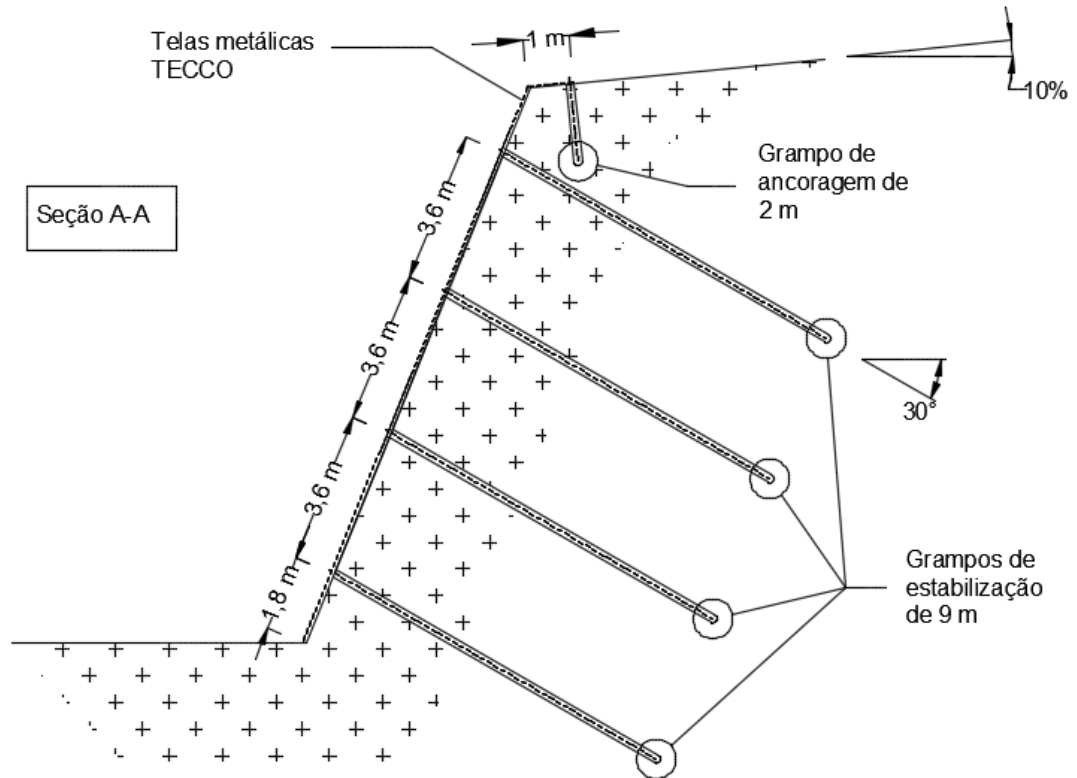 1 m
Telas metálicas
TECCO
10%
Grampo de
ancoragem de
2 m
Seção A-A
3,6 m
3,6 m
30°
3,6 m
Grampos de
estabilização
de 9 m
1,8 m